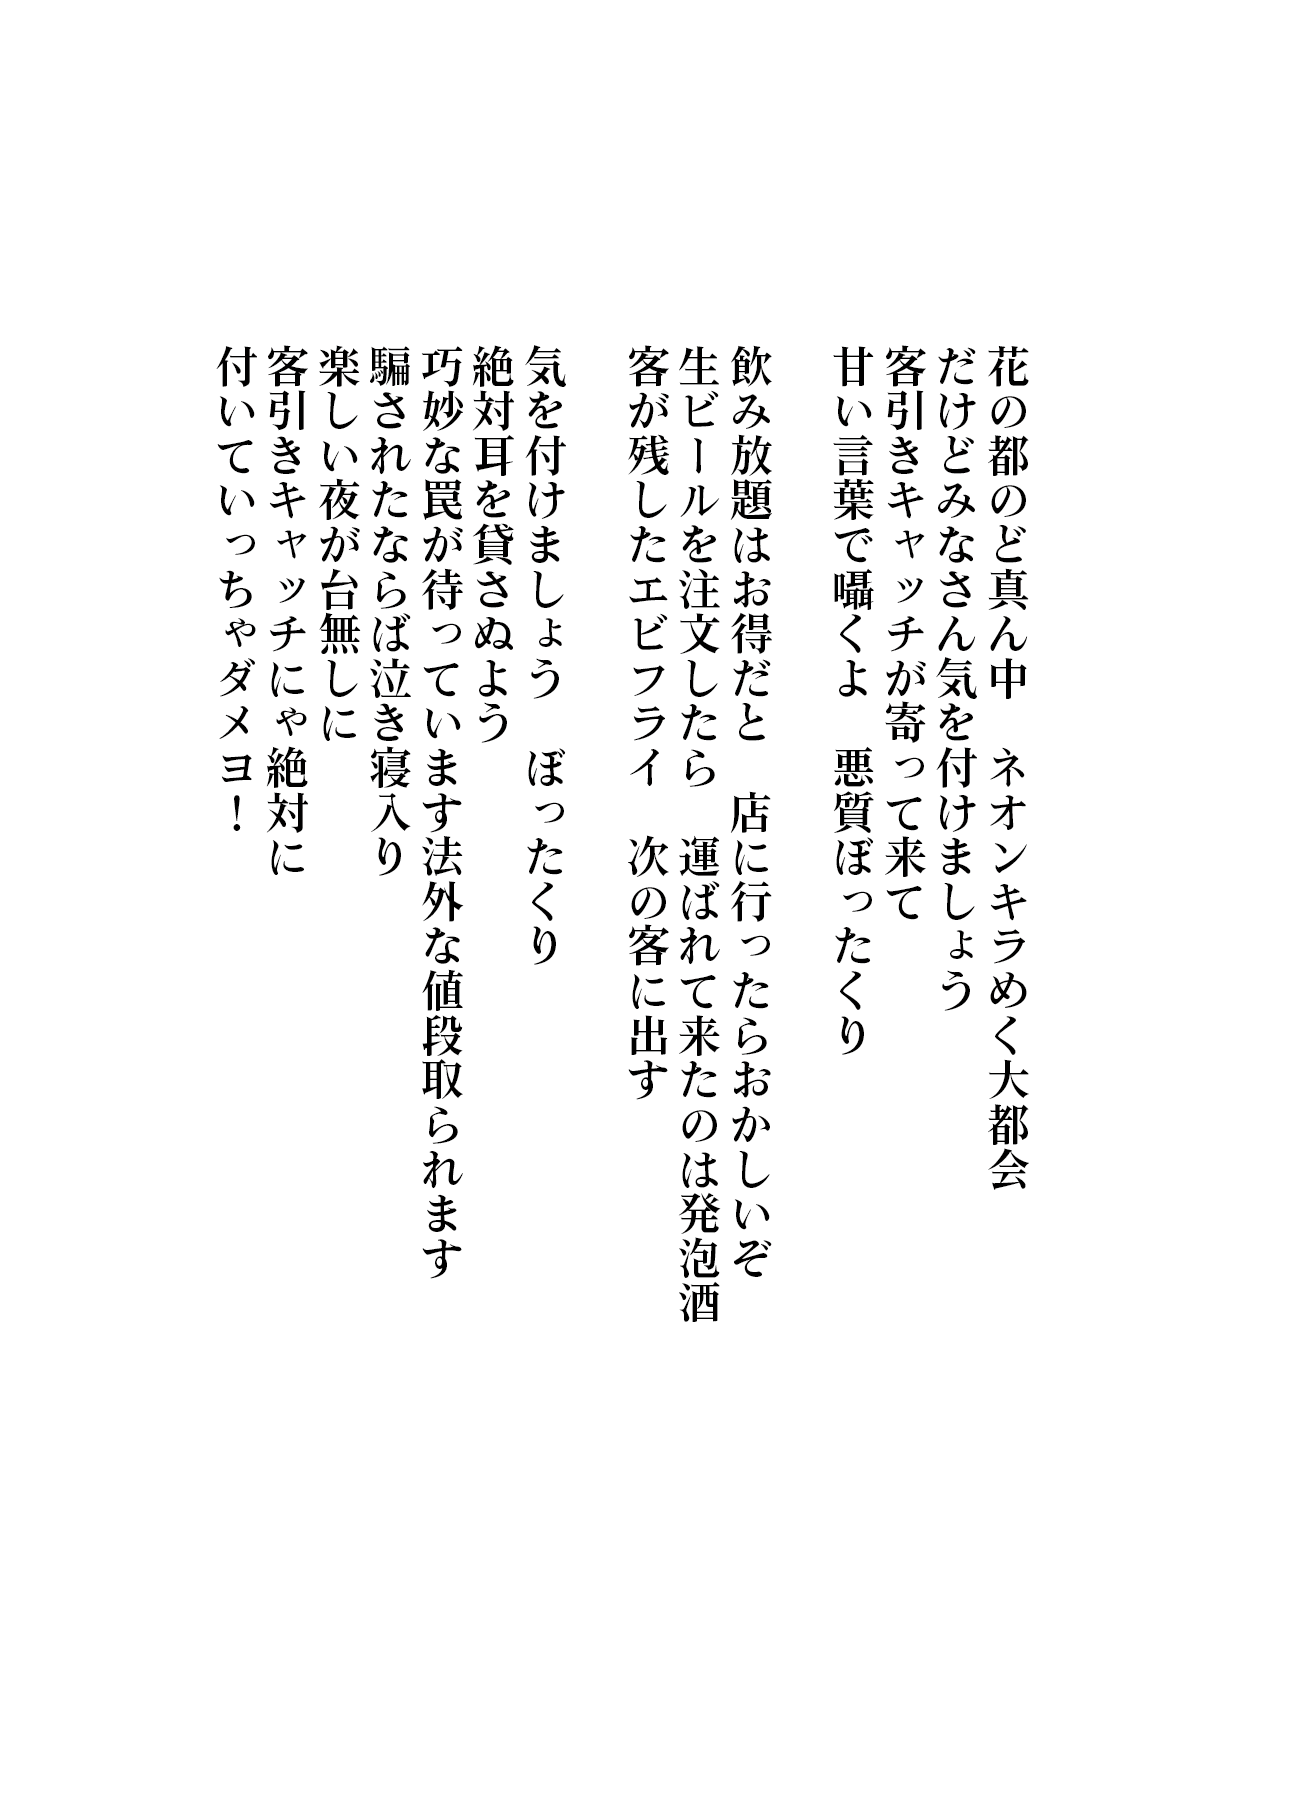 花の都のど真ん中　ネオンキラめく大都会
だけどみなさん気を付けましょう
客引きキャッチが寄って来て
甘い言葉で囁くよ　悪質ぼったくり
飲み放題はお得だと　店に行ったらおかしいぞ
生ビールを注文したら　運ばれて来たのは発泡酒
客が残したエビフライ　次の客に出す
気を付けましょう　ぼったくり
絶対耳を貸さぬよう
巧妙な罠が待っています法外な値段取られます
騙されたならば泣き寝入り
楽しい夜が台無しに
客引きキャッチにゃ絶対に
付いていっちゃダメヨ！